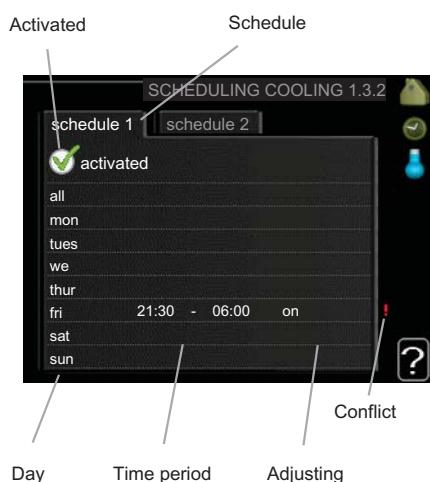 Activated Schedule
SCHEDULING COOLING 1.3.2
schedule 1 schedule 2
activated
all
mon
tues
we
thur
fri 21:30 - 06:00 on !
sat
sun
?
Conflict
Day Time period Adjusting